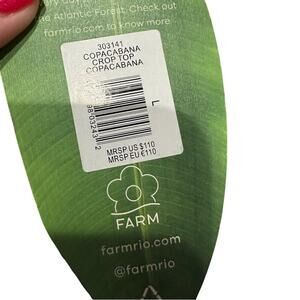 the Atlantic Forest. Check out
farmrio.com to know more.
303141
COPACABANA
CROP TOP
COPACABANA
L
MRSP US $110
MRSP EU €110
FARM
farmrio.com
@farmrio